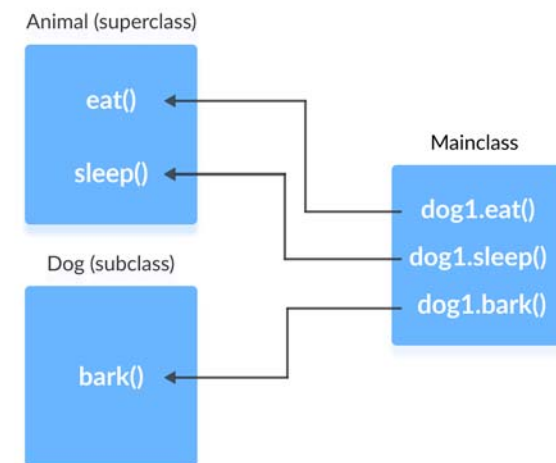 Animal (superclass)
eat()
sleep()
Dog (subclass)
bark()
Mainclass
dog1.eat()
dog1.sleep()
dog1.bark()